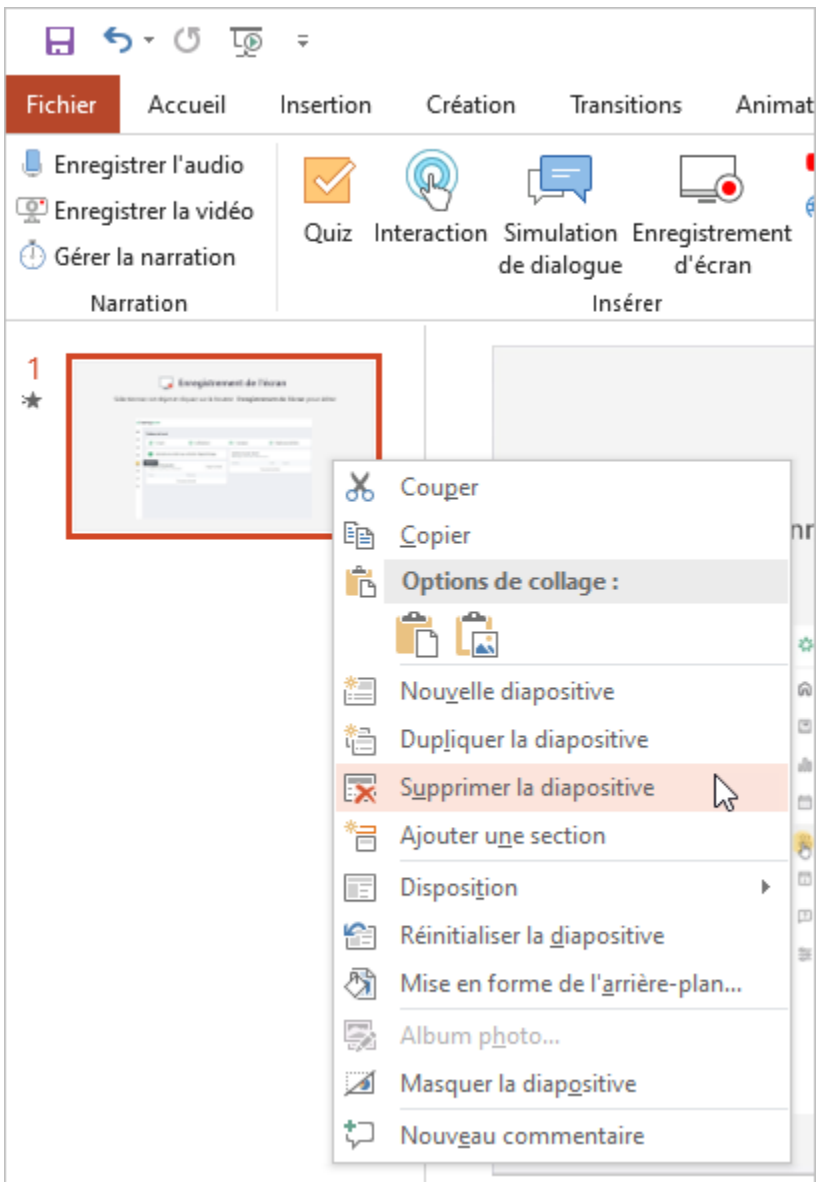 Fichier Accueil Insertion Création Transitions Animat
Enregistrer l'audio
Enregistrer la vidéo
Gérer la narration
Narration
Quiz Interaction Simulation de dialogue Enregistrement d'écran
Insérer
1
Enregistrement de l'écran
Couper
Copier
Options de collage :
Nouvelle diapositive
Dupliquer la diapositive
Supprimer la diapositive
Ajouter une section
Disposition
Réinitialiser la diapositive
Mise en forme de l'arrière-plan...
Album photo...
Masquer la diapositive
Nouveau commentaire
nr